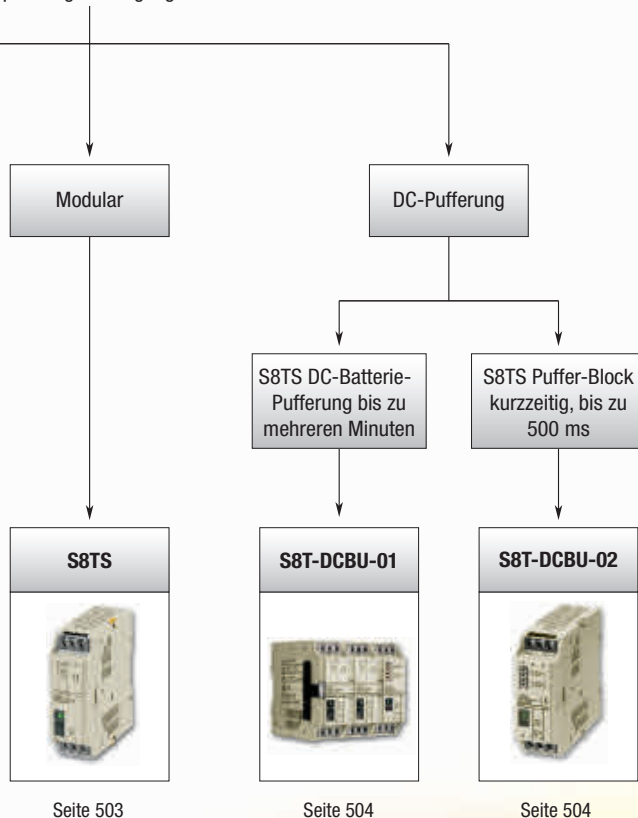 Modular
DC-Pufferung
S8TS DC-Batterie-
Pufferung bis zu
mehreren Minuten
S8TS Puffer-Block
kurzzeitig, bis zu
500 ms
S8TS
S8T-DCBU-01
S8T-DCBU-02
Seite 503
Seite 504
Seite 504